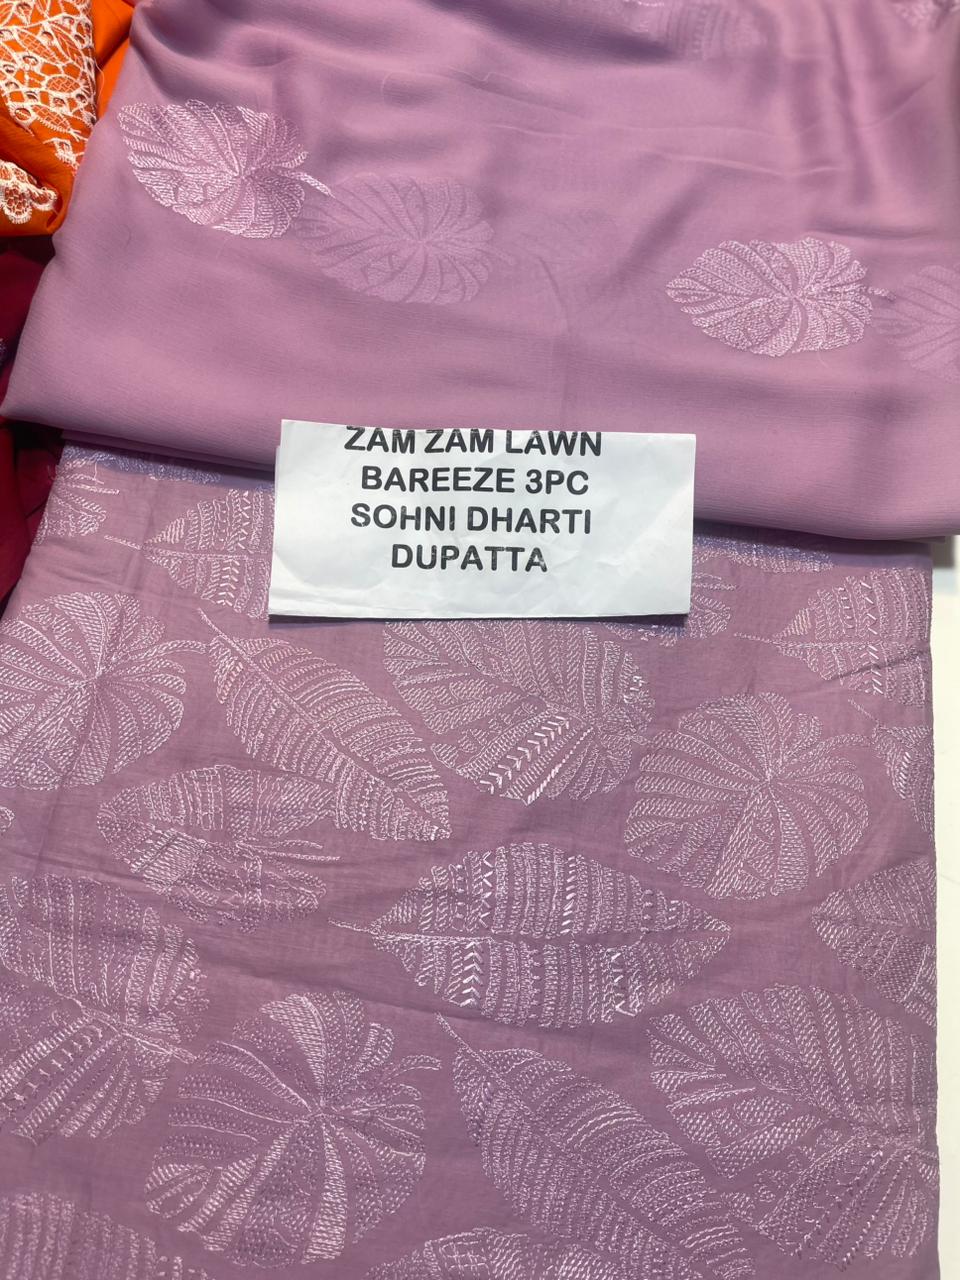 ZAM ZAM LAWN
BAREEZE 3PC
SOHNI DHARTI
DUPATTA